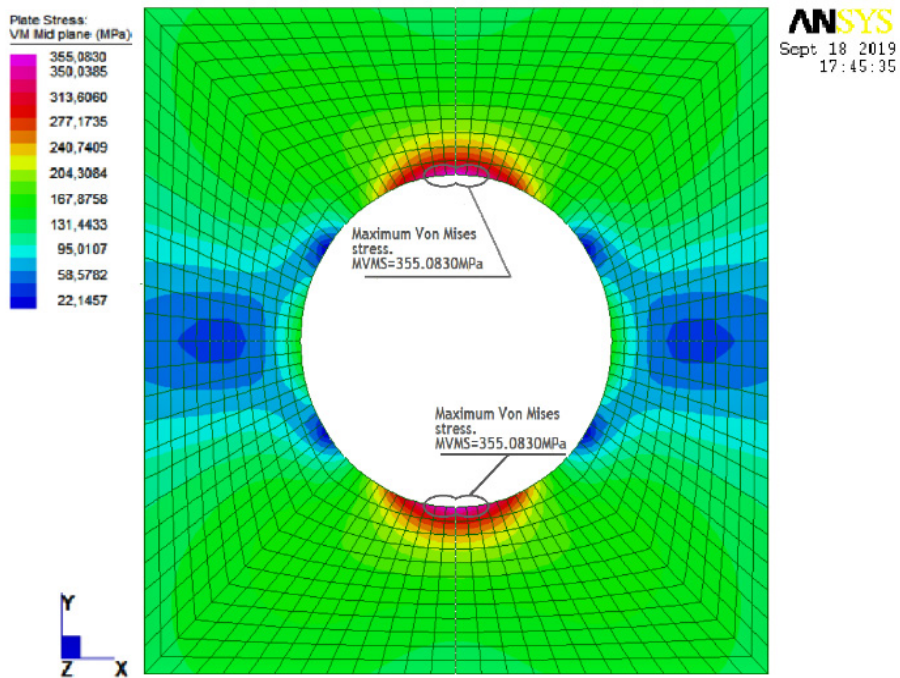 Plate Stress:
VM Mid plane (MPa)
355,0830
350,0385
313,6060
277,1735
240,7409
204,3084
167,8758
131,4433
95,0107
58,5782
22,1457
ANSYS
Sept 18 2019
17:45:35
Maximum Von Mises
stress.
MVMS=355.0830MPa
Maximum Von Mises
stress.
MVMS=355.0830MPa
Y
Z X